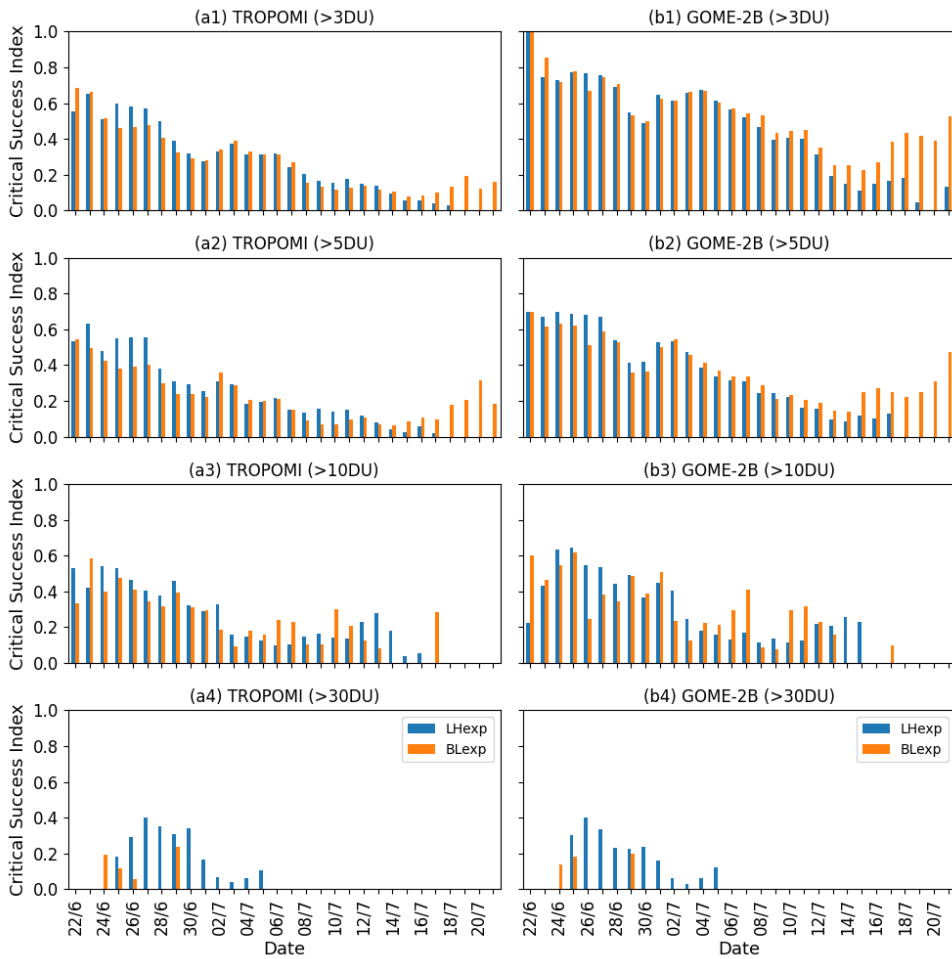 (a1) TROPOMI (>3DU)
(b1) GOME-2B (>3DU)
Critical Success Index
1.0
0.8
0.6
0.4
0.2
0.0
(a2) TROPOMI (>5DU)
(b2) GOME-2B (>5DU)
Critical Success Index
1.0
0.8
0.6
0.4
0.2
0.0
(a3) TROPOMI (>10DU)
(b3) GOME-2B (>10DU)
Critical Success Index
1.0
0.8
0.6
0.4
0.2
0.0
(a4) TROPOMI (>30DU)
(b4) GOME-2B (>30DU)
Critical Success Index
1.0
0.8
0.6
0.4
0.2
0.0
LHexp
BLexp
LHexp
BLexp
22/6 24/6 26/6 28/6 30/6 02/7 04/7 06/7 08/7 10/7 12/7 14/7 16/7 18/7 20/7
22/6 24/6 26/6 28/6 30/6 02/7 04/7 06/7 08/7 10/7 12/7 14/7 16/7 18/7 20/7
Date
Date